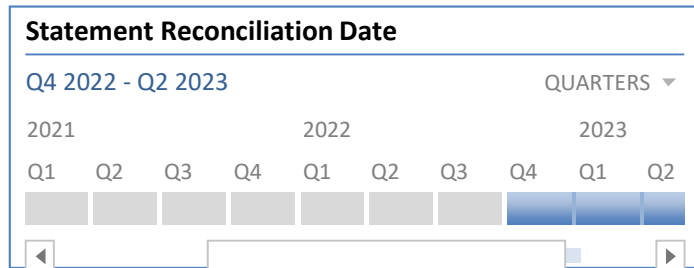 Statement Reconciliation Date
Q4 2022 - Q2 2023 QUARTERS
2021 2022 2023
Q1 Q2 Q3 Q4 Q1 Q2 Q3 Q4 Q1 Q2